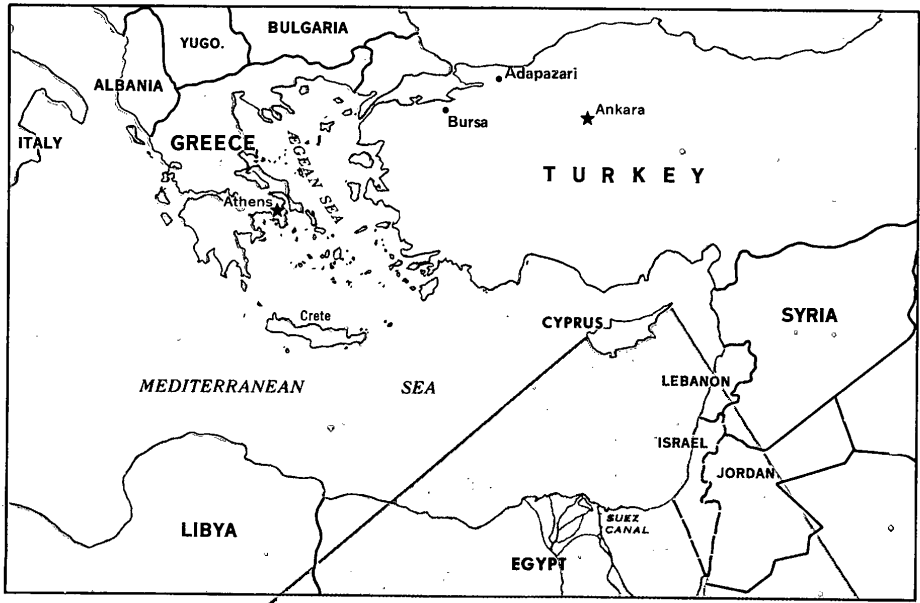 BULGARIA
YUGO.
ALBANIA
Adapazari
Ankara
Bursa
ITALY
GREECE
ÆGEAN SEA
TURKEY
Athens
Crete
CYPRUS
SYRIA
MEDITERRANEAN SEA
LEBANON
ISRAEL
JORDAN
LIBYA
SUEZ
CANAL
EGYPT